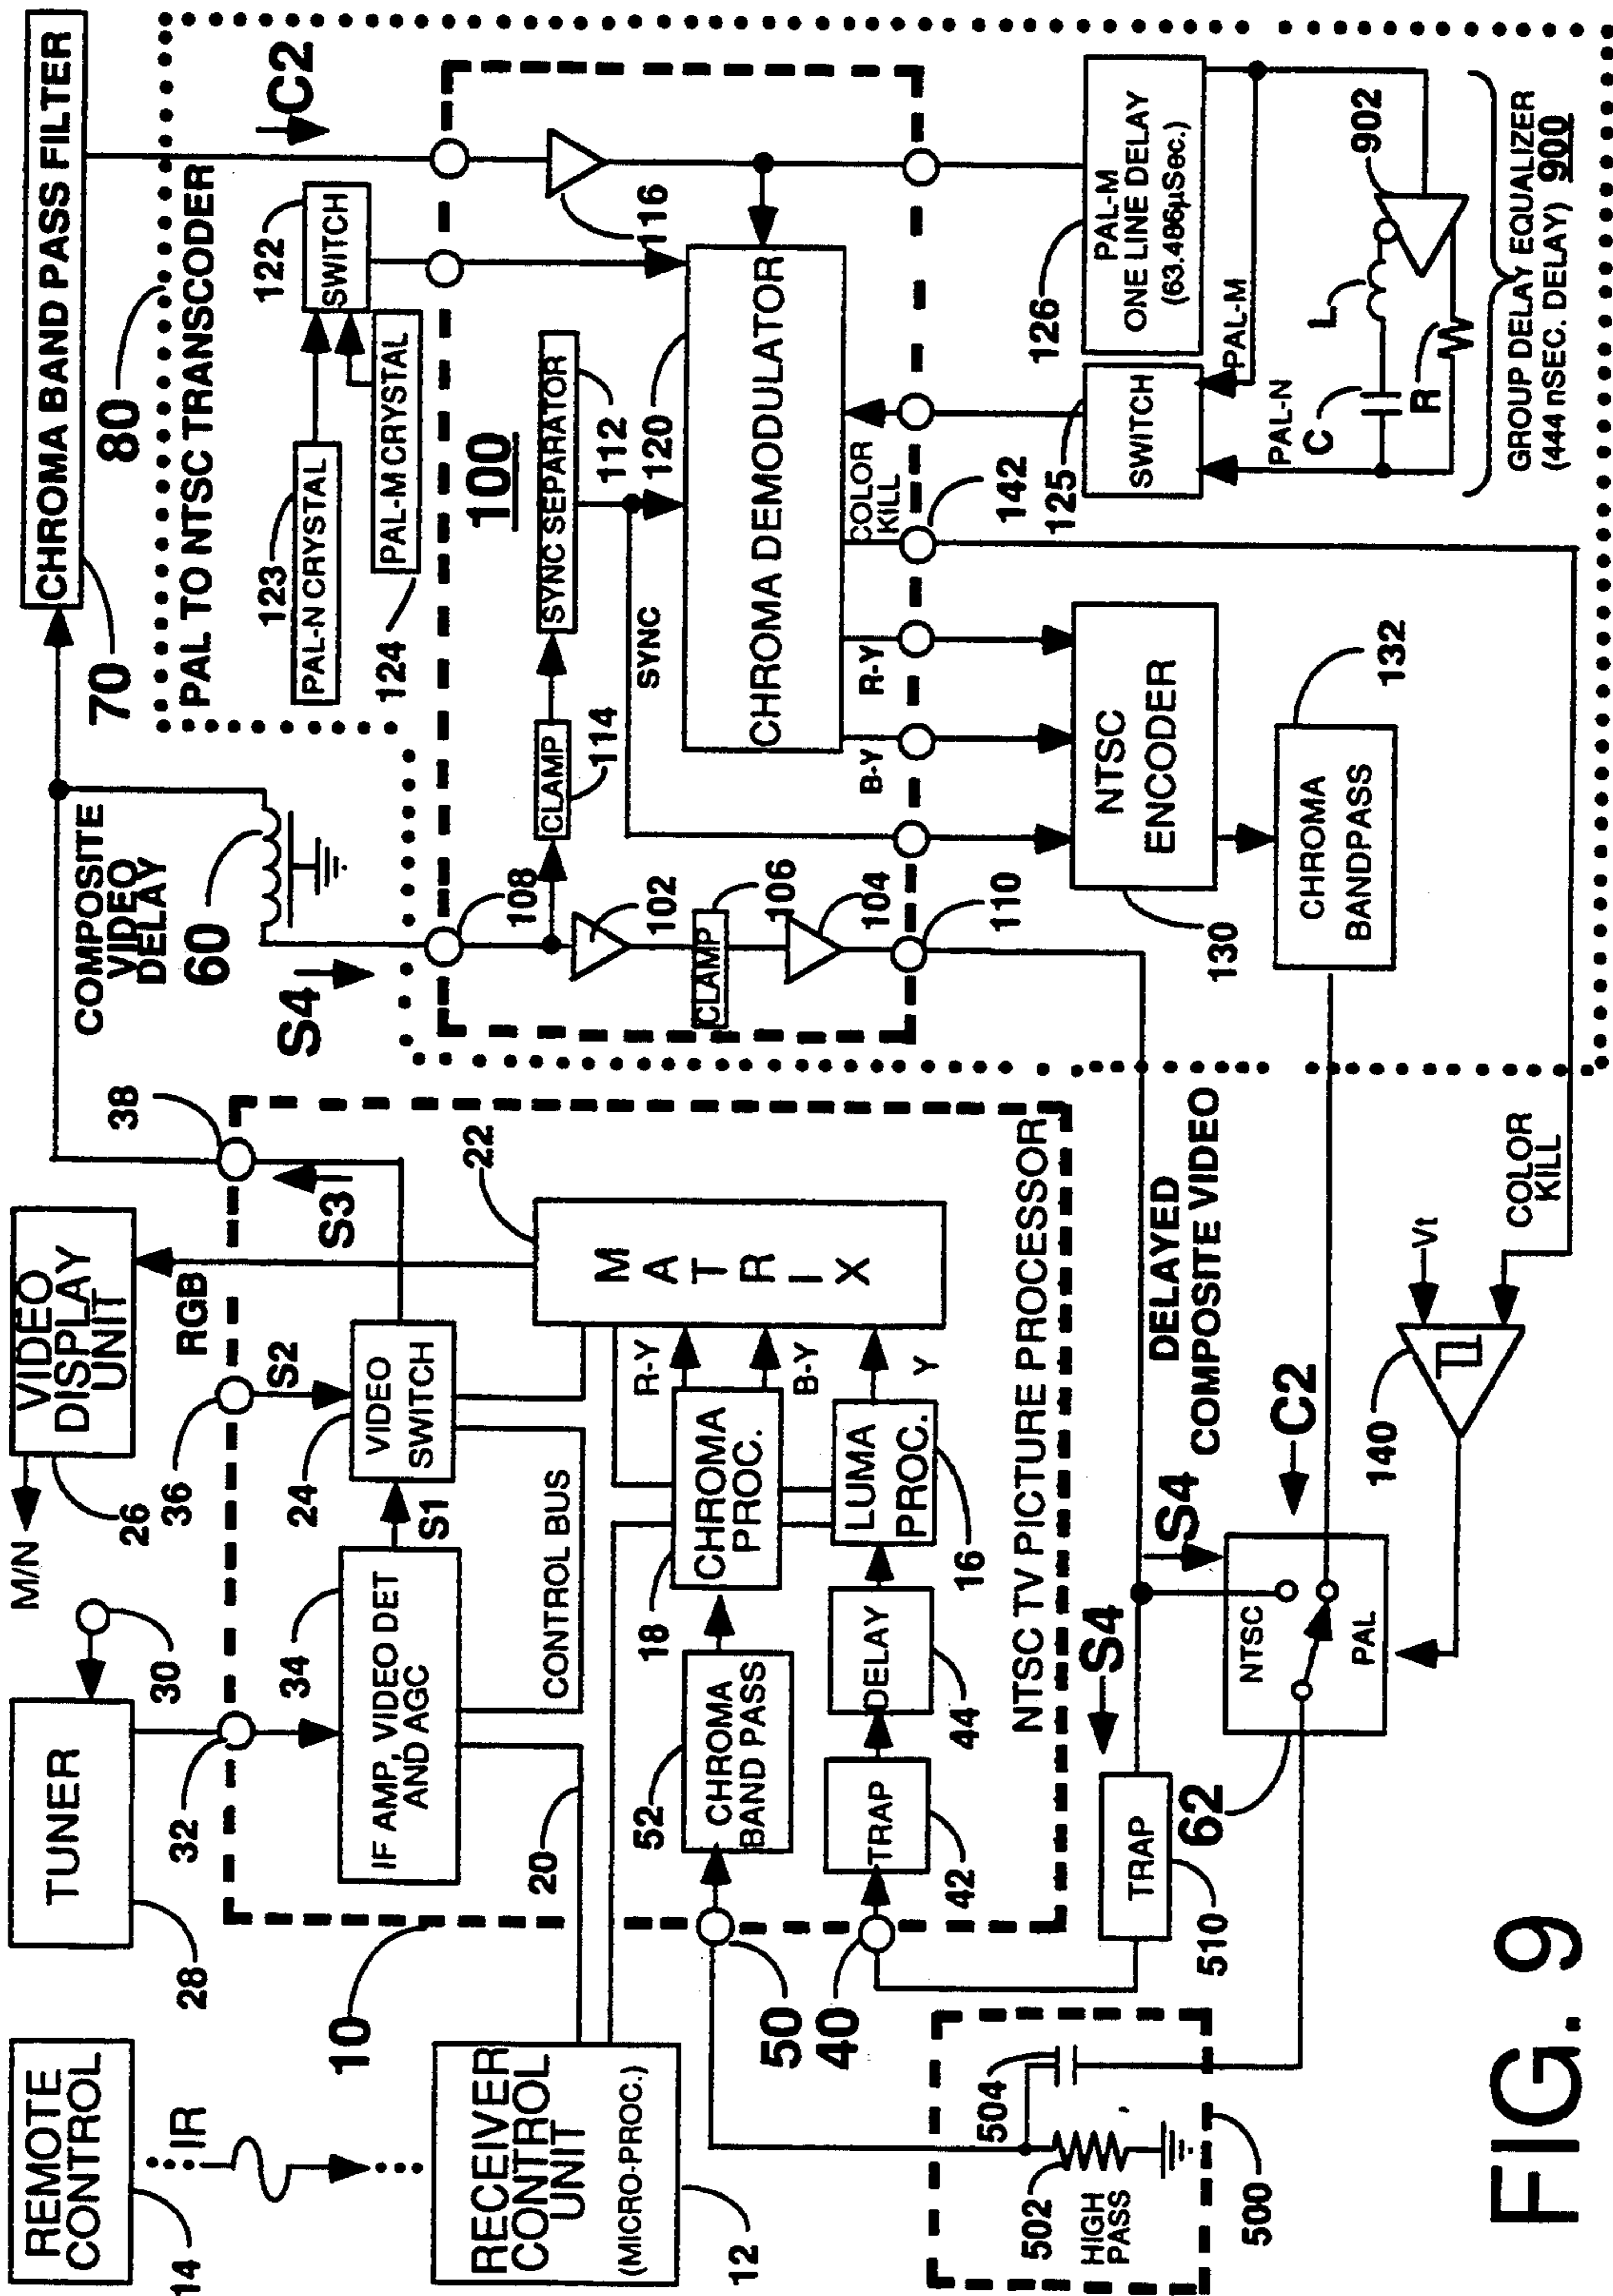 REMOTE
CONTROL
14
IR
RECEIVER
CONTROL
UNIT
(MICRO-PROC.)
12
TUNER
28
30
32
M/N
VIDEO
DISPLAY
UNIT
26
RGB
36
S2
38
S3
10
34
IF AMP, VIDEO DET
AND AGC
S1
24
VIDEO
SWITCH
20
CONTROL BUS
22
M
A
T
R
I
X
R-Y
B-Y
Y
52
CHROMA
BAND PASS
18
CHROMA
PROC.
50
40
TRAP
42
DELAY
44
LUMA
PROC.
16
NTSC TV PICTURE PROCESSOR
502
504
HIGH
PASS
500
TRAP
510
S4
S4
DELAYED
COMPOSITE VIDEO
62
NTSC
PAL
C2
140
Vt
COLOR
KILL
COMPOSITE
VIDEO
DELAY
60
S4
70
CHROMA BAND PASS FILTER
80
PAL TO NTSC TRANSCODER
C2
123
PAL-N CRYSTAL
PAL-M CRYSTAL
124
122
SWITCH
100
108
102
CLAMP
106
104
110
CLAMP
114
SYNC SEPARATOR
112
SYNC
116
120
CHROMA DEMODULATOR
B-Y
R-Y
COLOR
KILL
142
NTSC
ENCODER
130
CHROMA
BANDPASS
132
125
SWITCH
126
PAL-M
ONE LINE DELAY
(63.486µSec.)
PAL-M
PAL-N
C
L
R
902
GROUP DELAY EQUALIZER
(444 nSEC. DELAY) 900
FIG. 9